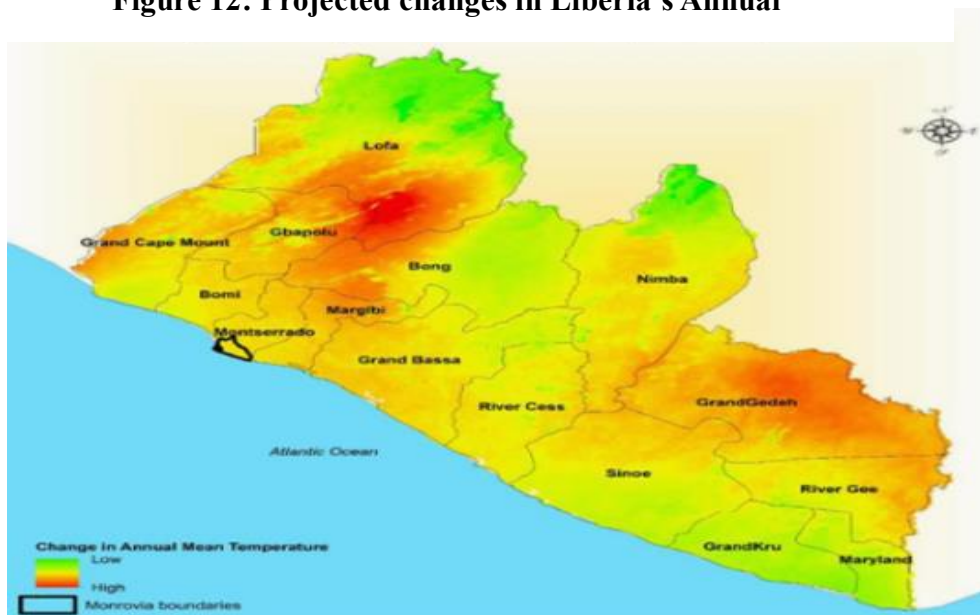 Figure 12: Projected changes in Liberia's Annual
Lofa
Grand Cape Mount
Gbapolu
Bong
Nimba
Bomi
Margibi
Montserrado
Grand Bassa
GrandGedeh
River Cess
Atlantic Ocean
Sinoe
River Gee
GrandKru
Maryland
Change in Annual Mean Temperature
Low
High
Monrovia boundaries